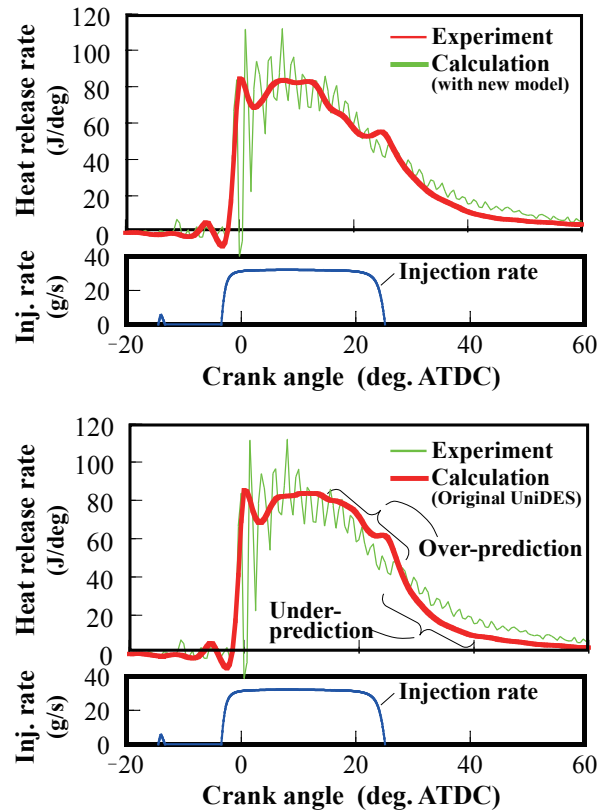 Heat release rate
(J/deg)
120
100
80
60
40
20
0
Experiment
Calculation
(with new model)
Inj. rate
(g/s)
40
20
0
Injection rate
-20
0
20
40
60
Crank angle (deg. ATDC)
Heat release rate
(J/deg)
120
100
80
60
40
20
0
Experiment
Calculation
(Original UniDES)
Over-prediction
Under-
prediction
Inj. rate
(g/s)
40
20
0
Injection rate
-20
0
20
40
60
Crank angle (deg. ATDC)